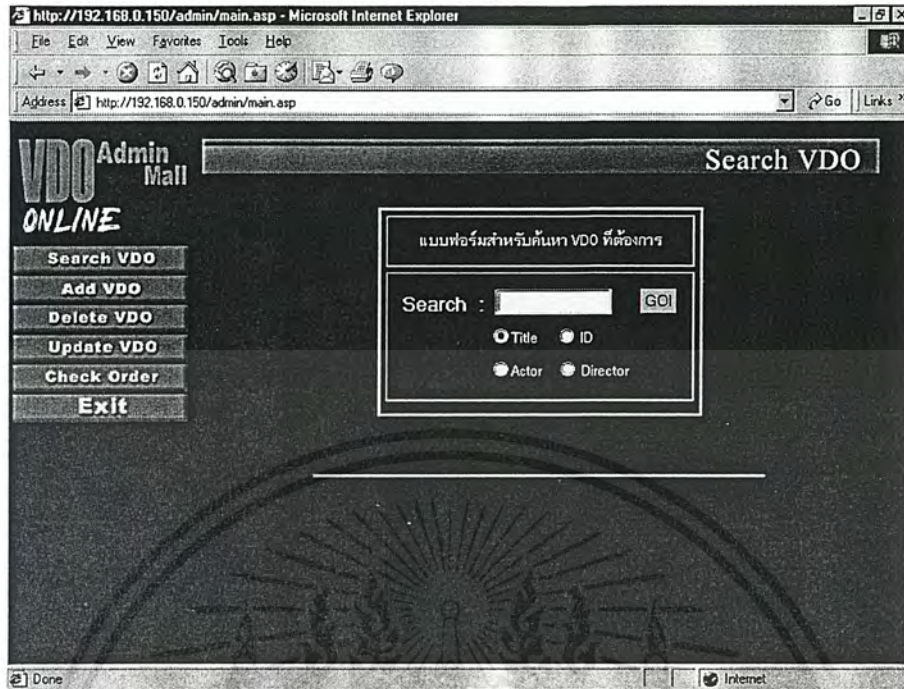 http://192.168.0.150/admin/main.asp - Microsoft Internet Explorer
File Edit View Favorites Tools Help
Address http://192.168.0.150/admin/main.asp Go Links
VDO Admin Mall
ONLINE
Search VDO
Search VDO
Add VDO
Delete VDO
Update VDO
Check Order
Exit
แบบฟอร์มสำหรับค้นหา VDO ที่ต้องการ
Search : GO!
Title ID
Actor Director
Done Internet